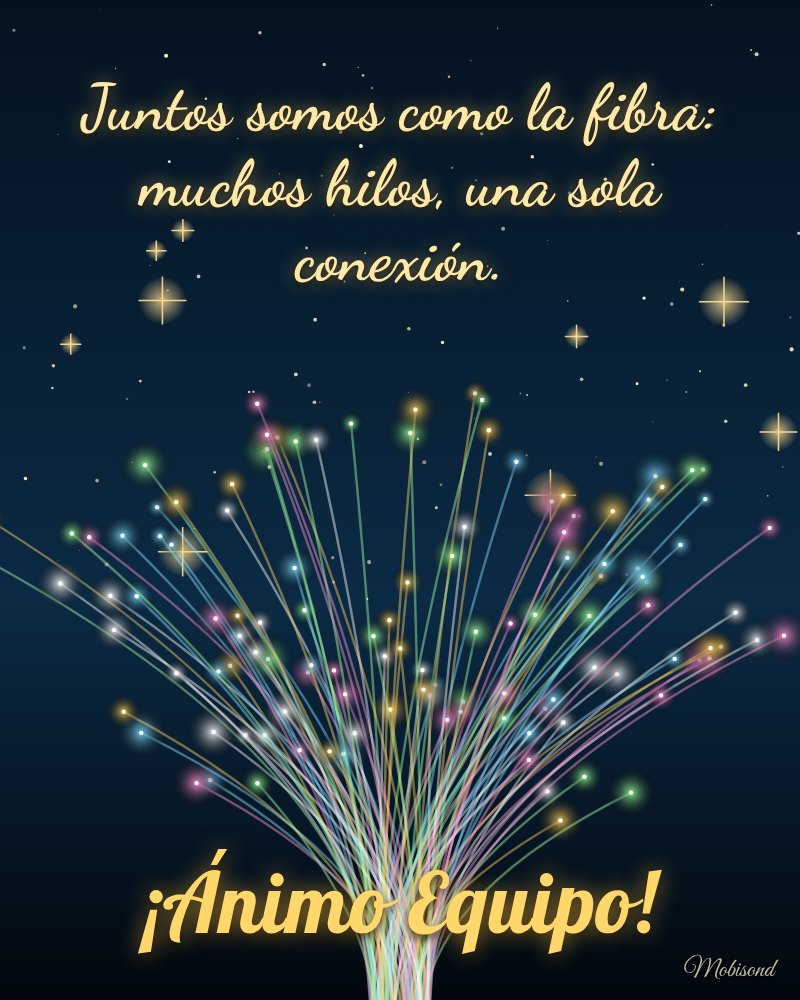 Juntos somos como la fibra:
muchos hilos, una sola
conexión.
¡Ánimo Equipo!
Mobisond